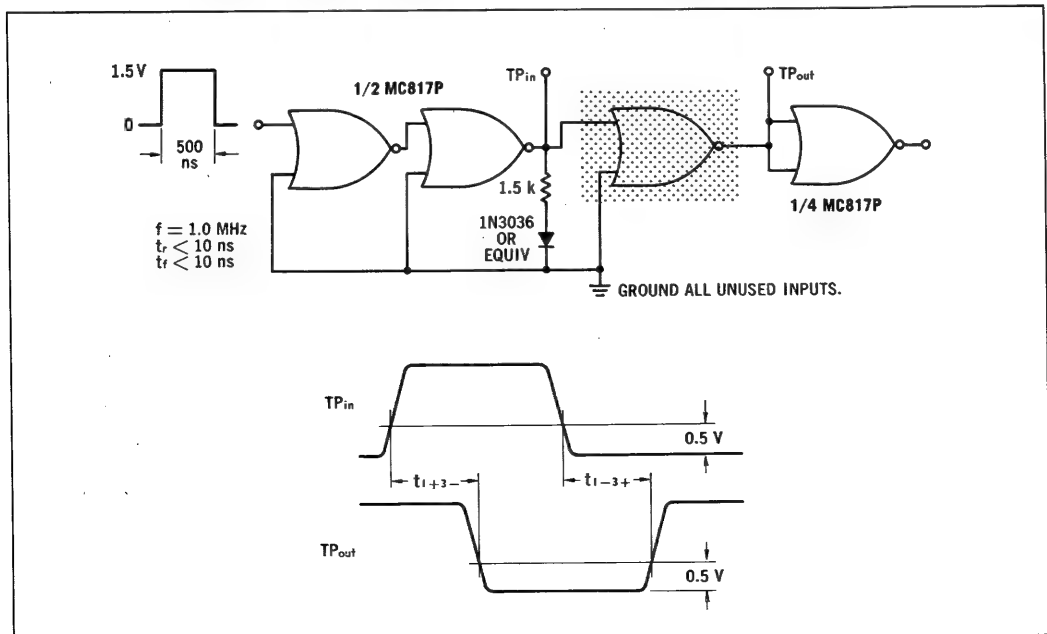 1.5 V
0
500
ns
1/2 MC817P
TPin
TPout
1.5 k
1N3036
OR
EQUIV
1/4 MC817P
f = 1.0 MHz
tr < 10 ns
tf < 10 ns
GROUND ALL UNUSED INPUTS.
TPin
0.5 V
t1+3−
t1−3+
TPout
0.5 V